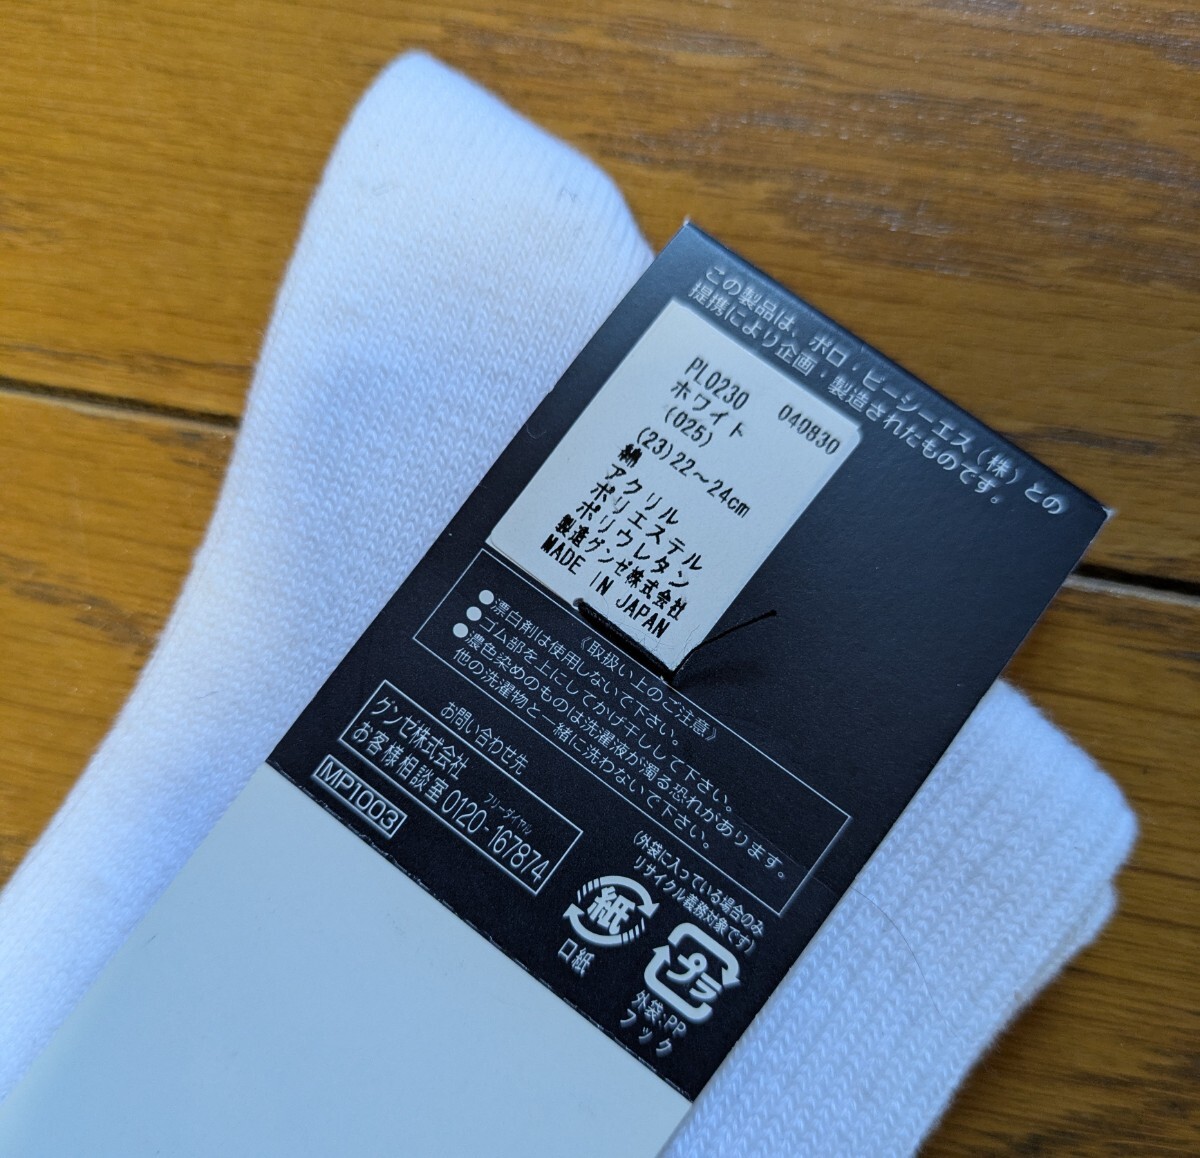 この製品は、ポロ・ビーシーエス（株）との
提携により企画・製造されたものです。
PL0230 040830
ホワイト
(025)
(23)22～24cm
綿
アクリル
ポリエステル
ポリウレタン
製造グンゼ株式会社
MADE IN JAPAN
《取扱い上のご注意》
●漂白剤は使用しないで下さい。
●ゴム部を上にしてかげ干しして下さい。
●濃色染めのものは洗濯液が濁る恐れがあります。
他の洗濯物と一緒に洗わないで下さい。
お問い合わせ先
グンゼ株式会社
フリーダイヤル
お客様相談室 0120-167874
MP1003
(外袋に入っている場合のみ
リサイクル義務対象です)
紙
口紙
プラ
外袋:PP
フック